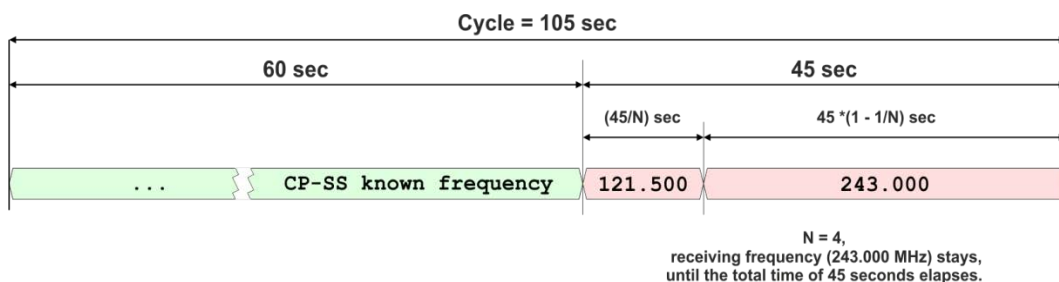 Cycle = 105 sec
60 sec
45 sec
(45/N) sec
45 *(1 - 1/N) sec
...
CP-SS known frequency
121.500
243.000
N = 4,
receiving frequency (243.000 MHz) stays,
until the total time of 45 seconds elapses.